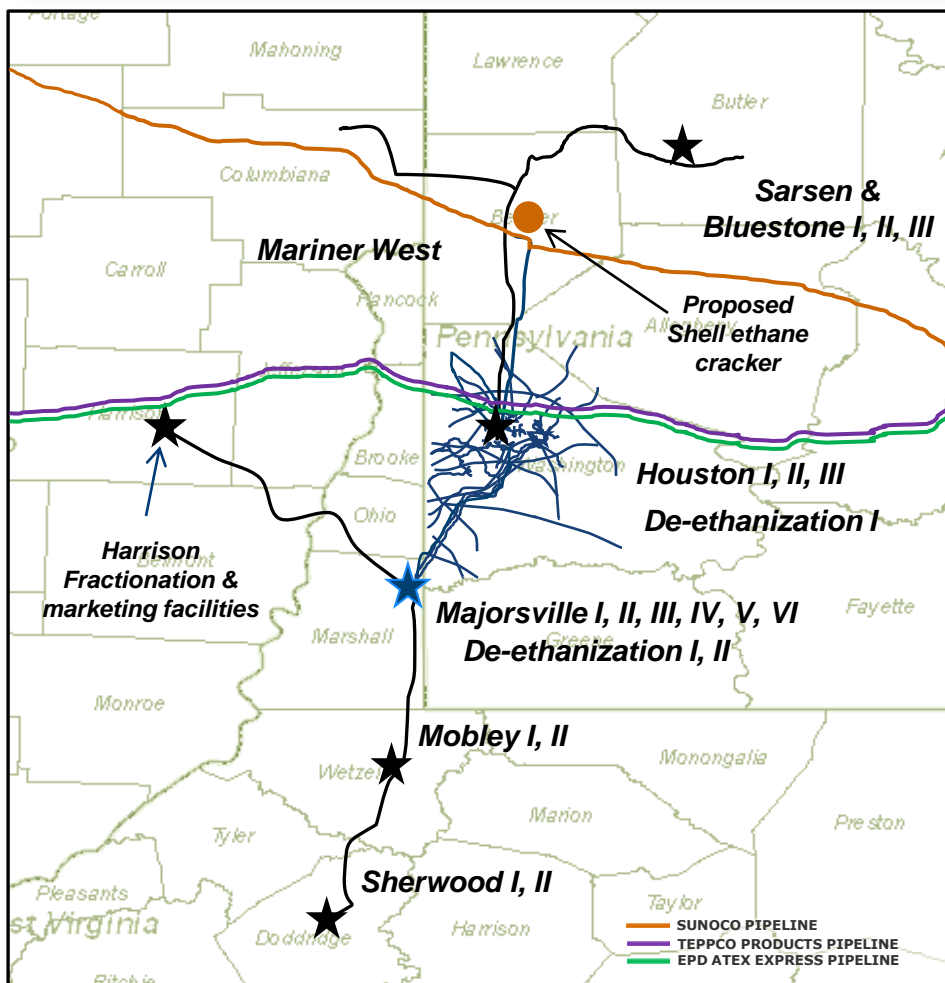 Portage
Mahoning
Lawrence
Butler
Columbiana
Sarsen &
Bluestone I, II, III
Mariner West
Carroll
Hancock
Proposed
Shell ethane
cracker
Allegheny
Pennsylvania
Harrison
Brooke
Washington
Houston I, II, III
De-ethanization I
Ohio
Harrison
Fractionation &
marketing facilities
Belmont
Majorsville I, II, III, IV, V, VI
De-ethanization I, II
Fayette
Marshall
Greene
Monroe
Mobley I, II
Monongalia
Wetzel
Marion
Preston
Tyler
Sherwood I, II
Pleasants
st Virginia
Doddridge
Harrison
Taylor
Ritchie
SUNOCO PIPELINE
TEPPCO PRODUCTS PIPELINE
EPD ATEX EXPRESS PIPELINE